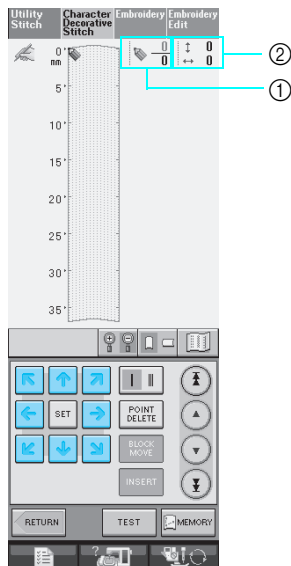 Utility Stitch
Character Decorative Stitch
Embroidery
Embroidery Edit
0
mm
0
0
0
0
②
①
5
10
15
20
25
30
35
SET
POINT DELETE
BLOCK MOVE
INSERT
RETURN
TEST
MEMORY
?